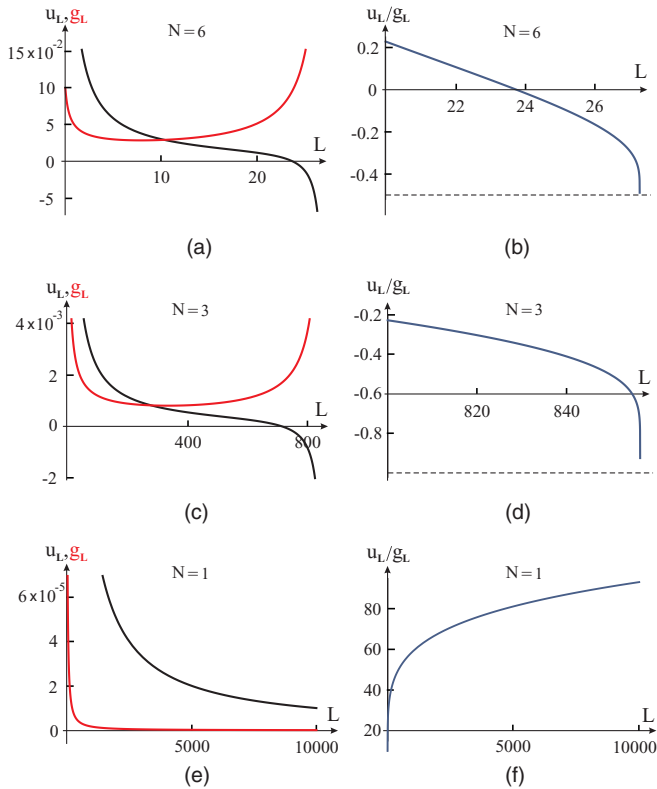 u_L,g_L
N=6
15×10^-2
10
5
0
-5
10
20
L
(a)
u_L/g_L
N=6
0.2
0
-0.2
-0.4
22
24
26
L
(b)
u_L,g_L
N=3
4×10^-3
2
0
-2
400
800
L
(c)
u_L/g_L
N=3
-0.2
-0.4
-0.6
-0.8
820
840
L
(d)
u_L,g_L
N=1
6×10^-5
4
2
0
5000
10000
L
(e)
u_L/g_L
N=1
80
60
40
20
5000
10000
L
(f)